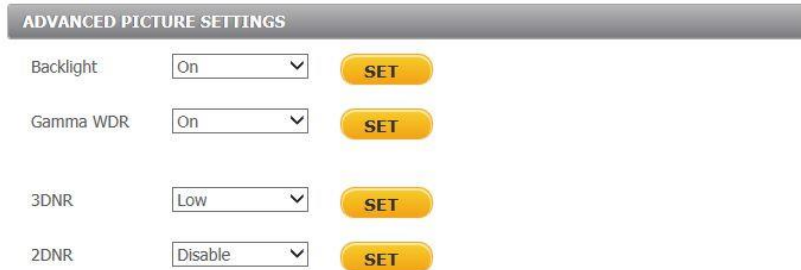 ADVANCED PICTURE SETTINGS
Backlight On SET
Gamma WDR On SET
3DNR Low SET
2DNR Disable SET